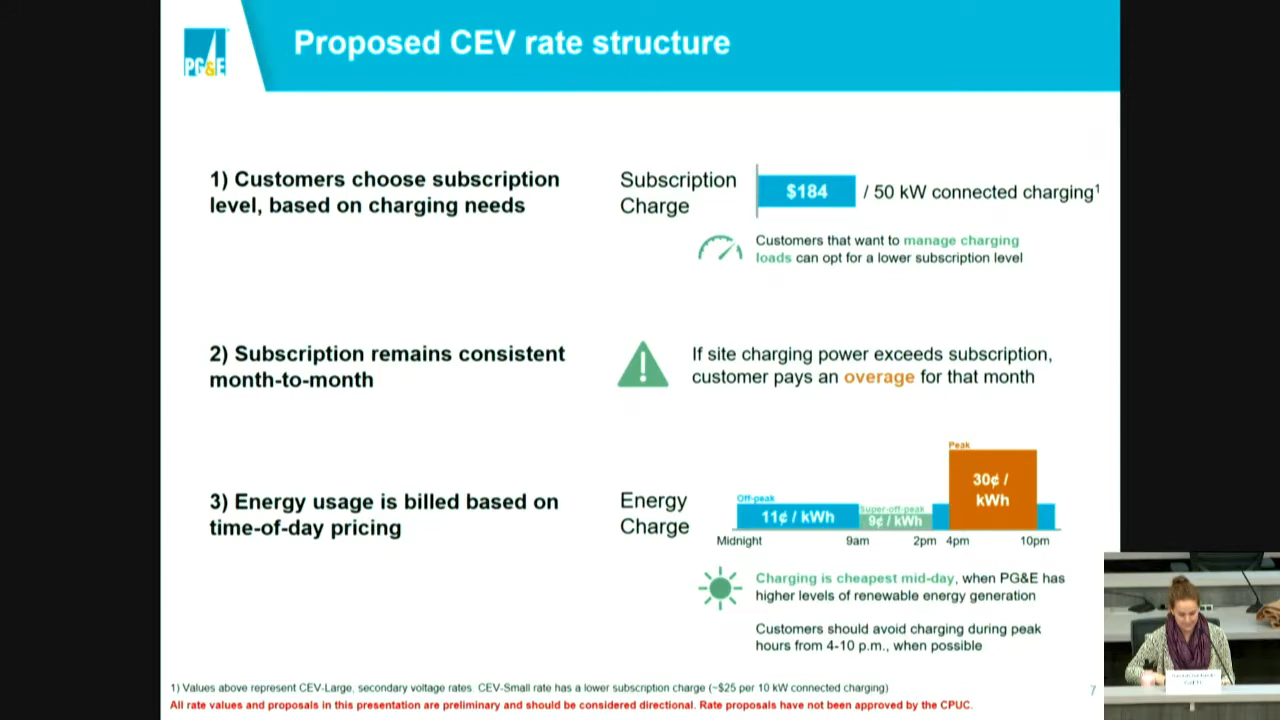 PG&E
Proposed CEV rate structure
1) Customers choose subscription
level, based on charging needs
Subscription
Charge
$184
/ 50 kW connected charging¹
Customers that want to manage charging
loads can opt for a lower subscription level
2) Subscription remains consistent
month-to-month
If site charging power exceeds subscription,
customer pays an overage for that month
3) Energy usage is billed based on
time-of-day pricing
Energy
Charge
Off-peak
11¢ / kWh
Super-off-peak
9¢ / kWh
Peak
30¢ /
kWh
Midnight
9am
2pm
4pm
10pm
Charging is cheapest mid-day, when PG&E has
higher levels of renewable energy generation
Customers should avoid charging during peak
hours from 4-10 p.m., when possible
1) Values above represent CEV-Large, secondary voltage rates. CEV-Small rate has a lower subscription charge (~$25 per 10 kW connected charging)
All rate values and proposals in this presentation are preliminary and should be considered directional. Rate proposals have not been approved by the CPUC.
7